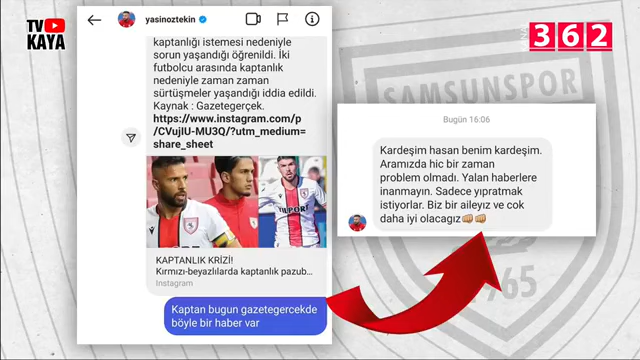 TV
KAYA
yasinoztekin
362
kaptanlığı istemesi nedeniyle
sorun yaşandığı öğrenildi. İki
futbolcu arasında kaptanlık
nedeniyle zaman zaman
sürtüşmeler yaşandığı iddia edildi.
Kaynak : Gazetegerçek.
https://www.instagram.com/p
/CVujIU-MU3Q/?utm_medium=
share_sheet
KAPTANLIK KRİZİ!
Kırmızı-beyazlılarda kaptanlık pazub...
Instagram
Kaptan bugun gazetegercekde
böyle bir haber var
SAMSUNSPOR
Bugün 16:06
Kardeşim hasan benim kardeşim.
Aramizda hic bir zaman
problem olmadı. Yalan haberlere
inanmayın. Sadece yıpratmak
istiyorlar. Biz bir aileyiz ve cok
daha iyi olacagız👊🏼👊🏼